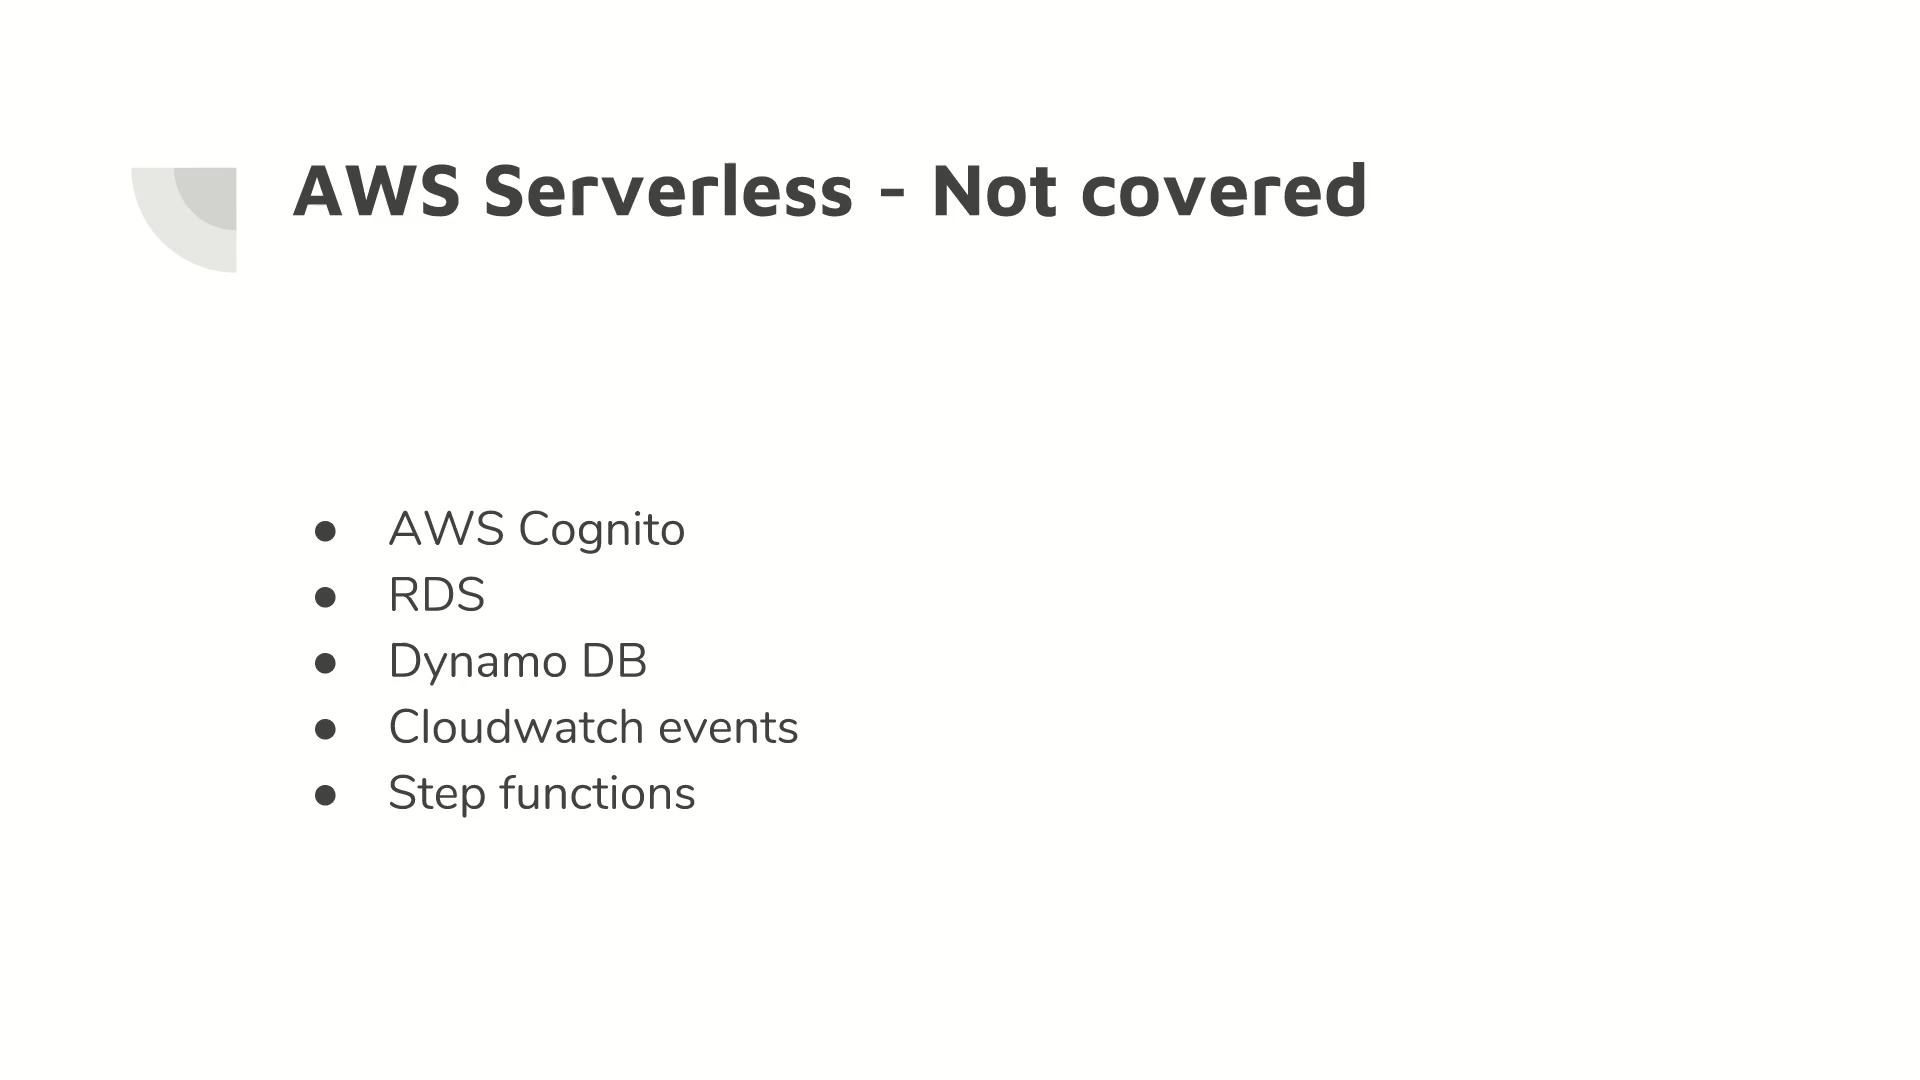 AWS Serverless - Not covered
● AWS Cognito
● RDS
● Dynamo DB
● Cloudwatch events
● Step functions